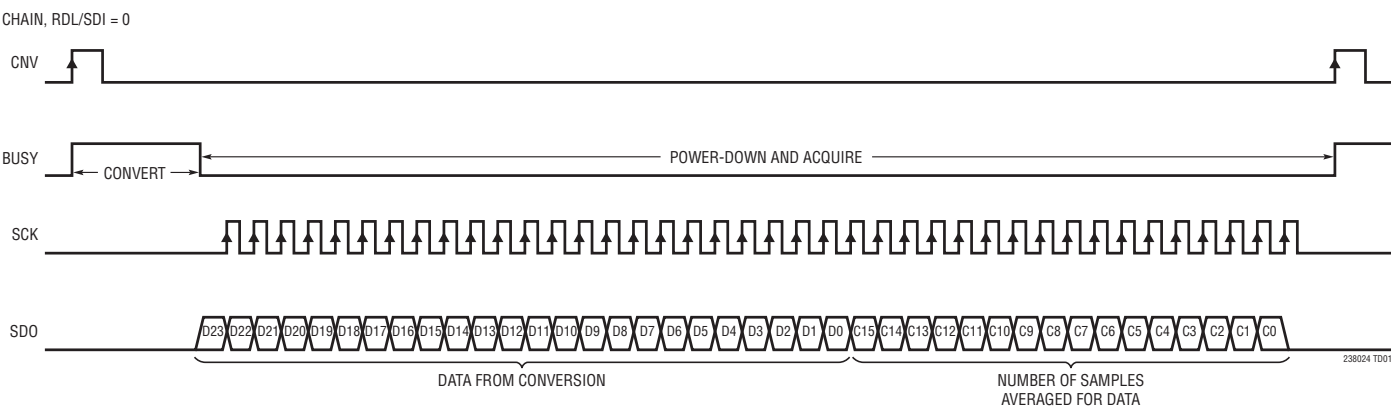 CHAIN, RDL/SDI = 0
CNV
BUSY
CONVERT
POWER-DOWN AND ACQUIRE
SCK
SDO
D23 D22 D21 D20 D19 D18 D17 D16 D15 D14 D13 D12 D11 D10 D9 D8 D7 D6 D5 D4 D3 D2 D1 D0 C15 C14 C13 C12 C11 C10 C9 C8 C7 C6 C5 C4 C3 C2 C1 C0
238024 TD01
DATA FROM CONVERSION
NUMBER OF SAMPLES
AVERAGED FOR DATA